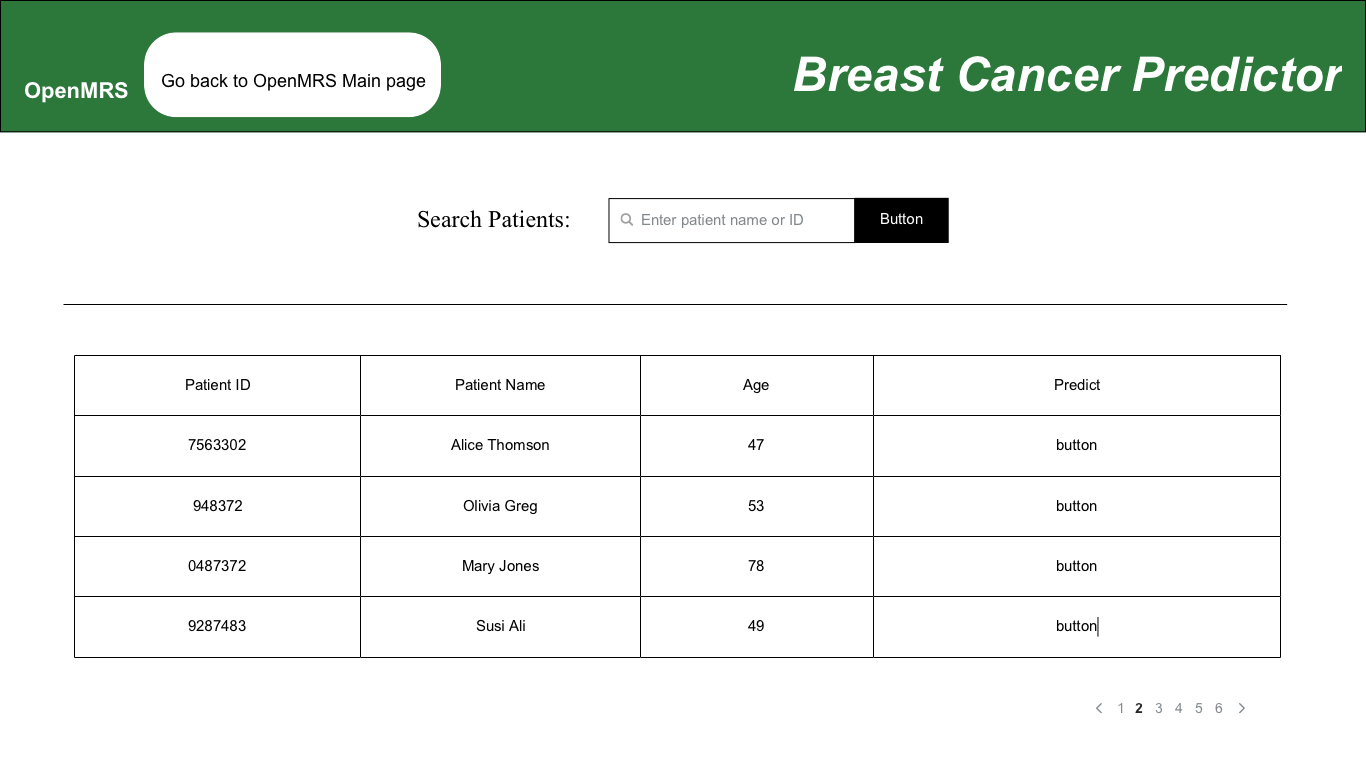 OpenMRS
Go back to OpenMRS Main page
Breast Cancer Predictor
Search Patients:
Enter patient name or ID
Button
Patient ID Patient Name Age Predict
7563302 Alice Thomson 47 button
948372 Olivia Greg 53 button
0487372 Mary Jones 78 button
9287483 Susi Ali 49 button
1 2 3 4 5 6